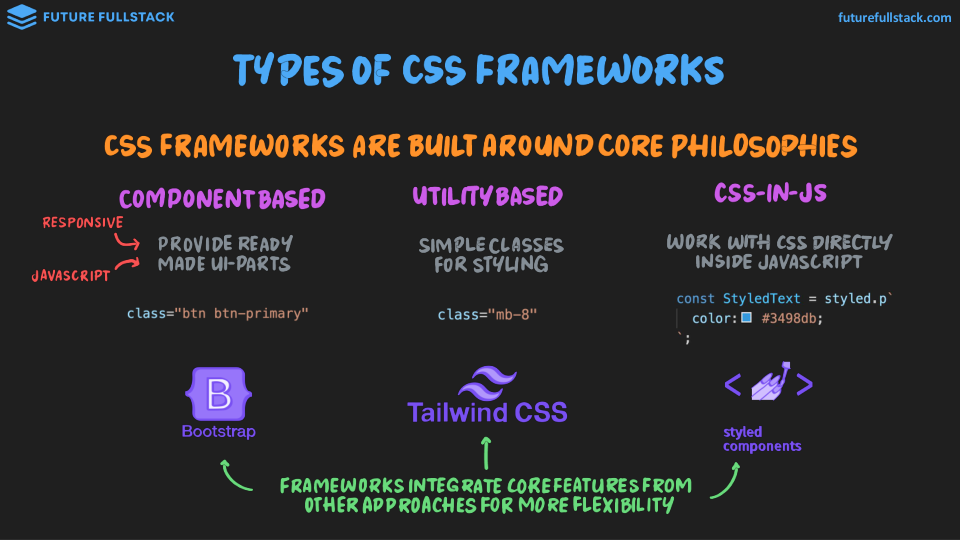 FUTURE FULLSTACK
futurefullstack.com
TYPES OF CSS FRAMEWORKS
CSS FRAMEWORKS ARE BUILT AROUND CORE PHILOSOPHIES
COMPONENT BASED
RESPONSIVE
JAVASCRIPT
PROVIDE READY
MADE UI-PARTS
class="btn btn-primary"
B
Bootstrap
UTILITY BASED
SIMPLE CLASSES
FOR STYLING
class="mb-8"
Tailwind CSS
CSS-IN-JS
WORK WITH CSS DIRECTLY
INSIDE JAVASCRIPT
const StyledText = styled.p`
color: #3498db;
`;
< >
styled
components
FRAMEWORKS INTEGRATE CORE FEATURES FROM
OTHER APPROACHES FOR MORE FLEXIBILITY